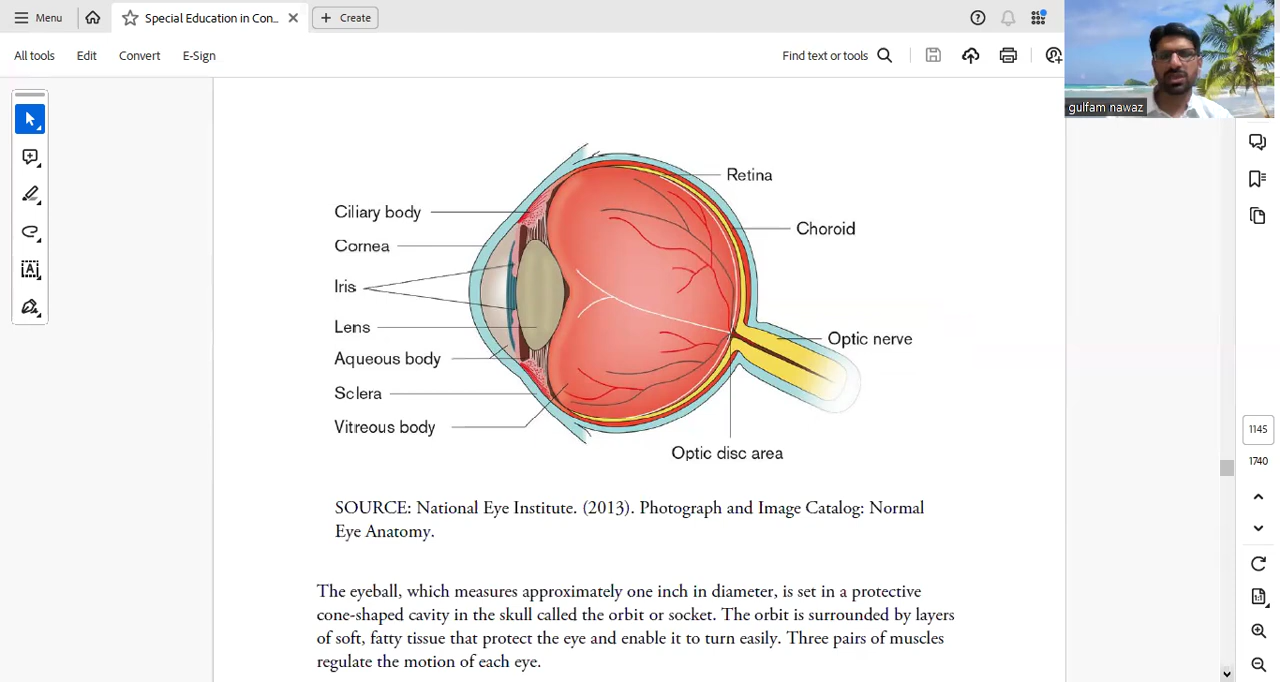 Menu
Special Education in Con...
Create
All tools
Edit
Convert
E-Sign
Find text or tools
gulfam nawaz
Retina
Ciliary body
Choroid
Cornea
Iris
Lens
Optic nerve
Aqueous body
Sclera
Vitreous body
Optic disc area
1145
1740
SOURCE: National Eye Institute. (2013). Photograph and Image Catalog: Normal
Eye Anatomy.
The eyeball, which measures approximately one inch in diameter, is set in a protective
cone-shaped cavity in the skull called the orbit or socket. The orbit is surrounded by layers
of soft, fatty tissue that protect the eye and enable it to turn easily. Three pairs of muscles
regulate the motion of each eye.